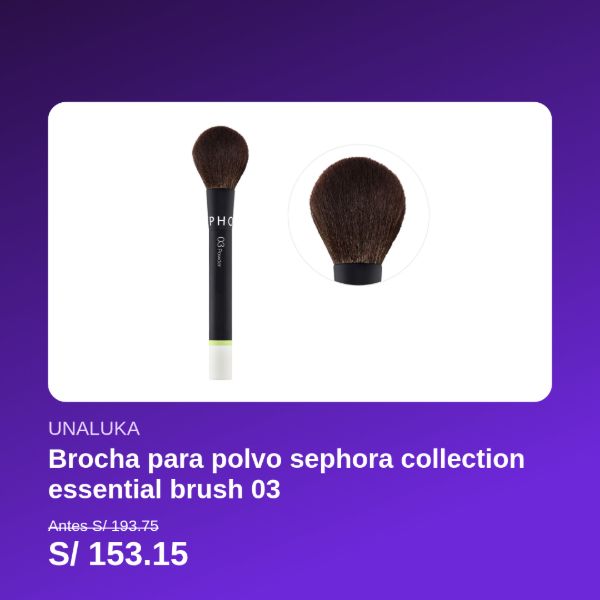 PHO
03 Powder
UNALUKA
Brocha para polvo sephora collection
essential brush 03
Antes S/ 193.75
S/ 153.15